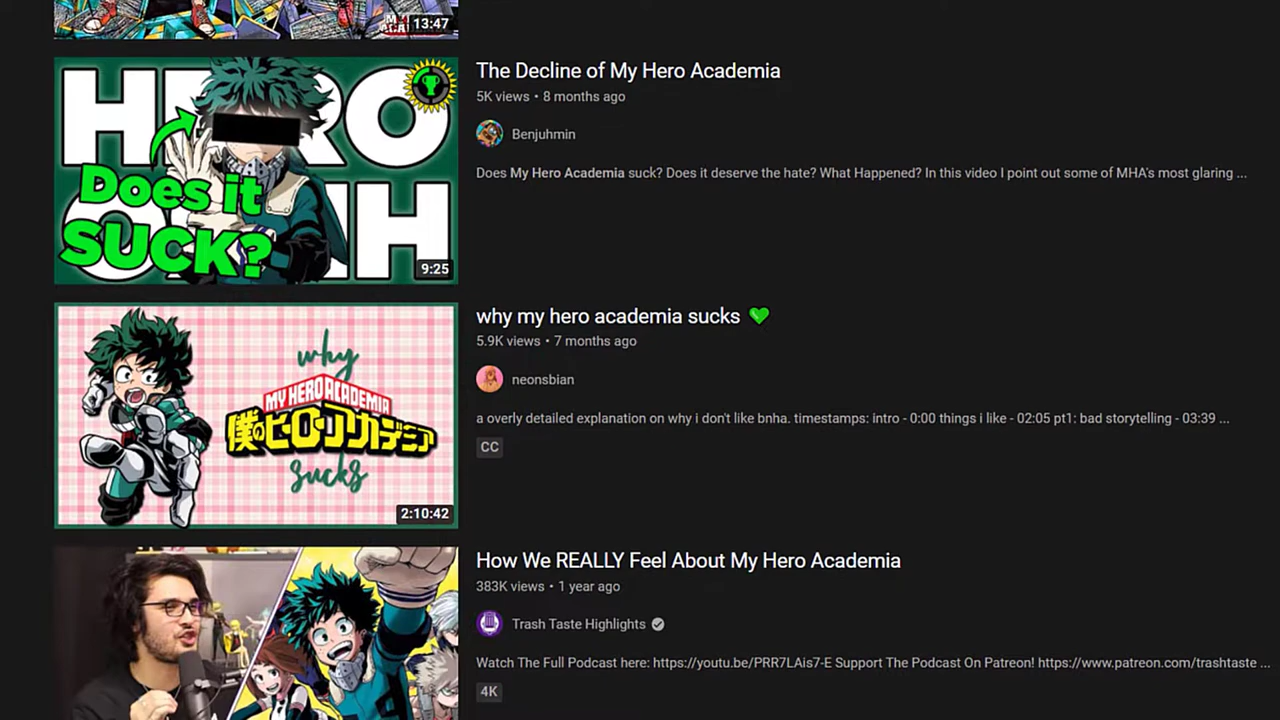 13:47
HERO
Does it
SUCK?
9:25
The Decline of My Hero Academia
5K views • 8 months ago
Benjuhmin
Does My Hero Academia suck? Does it deserve the hate? What Happened? In this video I point out some of MHA's most glaring ...
why
MY HERO ACADEMIA
僕のヒーローアカデミア
sucks
2:10:42
why my hero academia sucks 💚
5.9K views • 7 months ago
neonsbian
a overly detailed explanation on why i don't like bnha. timestamps: intro - 0:00 things i like - 02:05 pt1: bad storytelling - 03:39 ...
CC
How We REALLY Feel About My Hero Academia
383K views • 1 year ago
Trash Taste Highlights
Watch The Full Podcast here: https://youtu.be/PRR7LAis7-E Support The Podcast On Patreon! https://www.patreon.com/trashtaste ...
4K